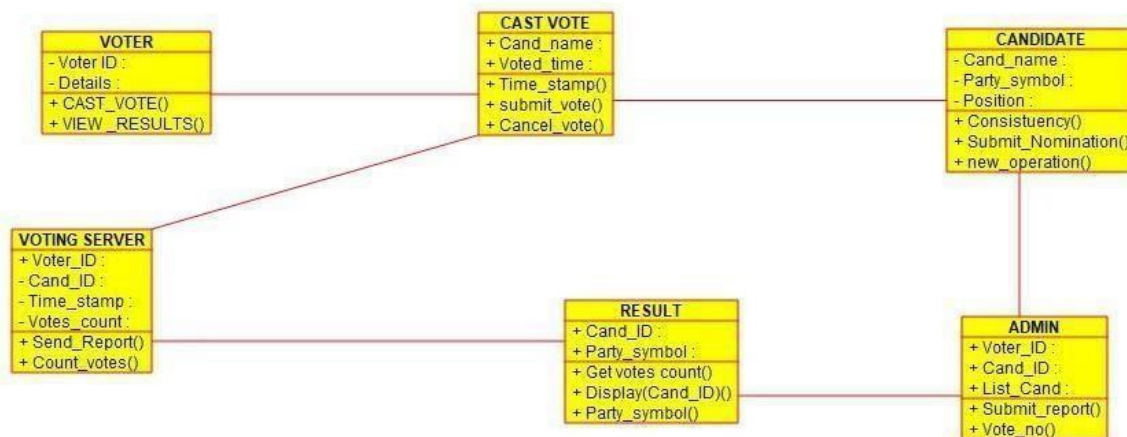 VOTER
- Voter ID :
- Details :
+ CAST_VOTE()
+ VIEW _RESULTS()
CAST VOTE
+ Cand_name :
+ Voted_time :
+ Time_stamp()
+ submit_vote()
+ Cancel_vote()
CANDIDATE
- Cand_name :
- Party_symbol :
- Position :
+ Consistuency()
+ Submit_Nomination()
+ new_operation()
VOTING SERVER
+ Voter_ID :
- Cand_ID :
- Time_stamp :
- Votes_count :
+ Send_Report()
+ Count_votes()
RESULT
+ Cand_ID :
+ Party_symbol :
+ Get votes count()
+ Display(Cand_ID)()
+ Party_symbol()
ADMIN
+ Voter_ID :
+ Cand_ID :
+ List_Cand :
+ Submit_report()
+ Vote_no()